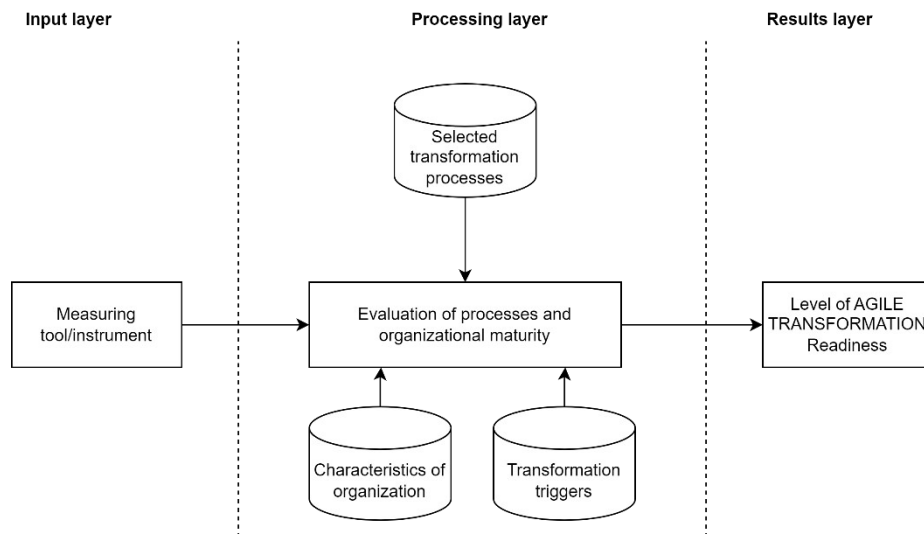 Input layer
Processing layer
Results layer
Selected
transformation
processes
Measuring
tool/instrument
Evaluation of processes and
organizational maturity
Level of AGILE
TRANSFORMATION
Readiness
Characteristics of
organization
Transformation
triggers